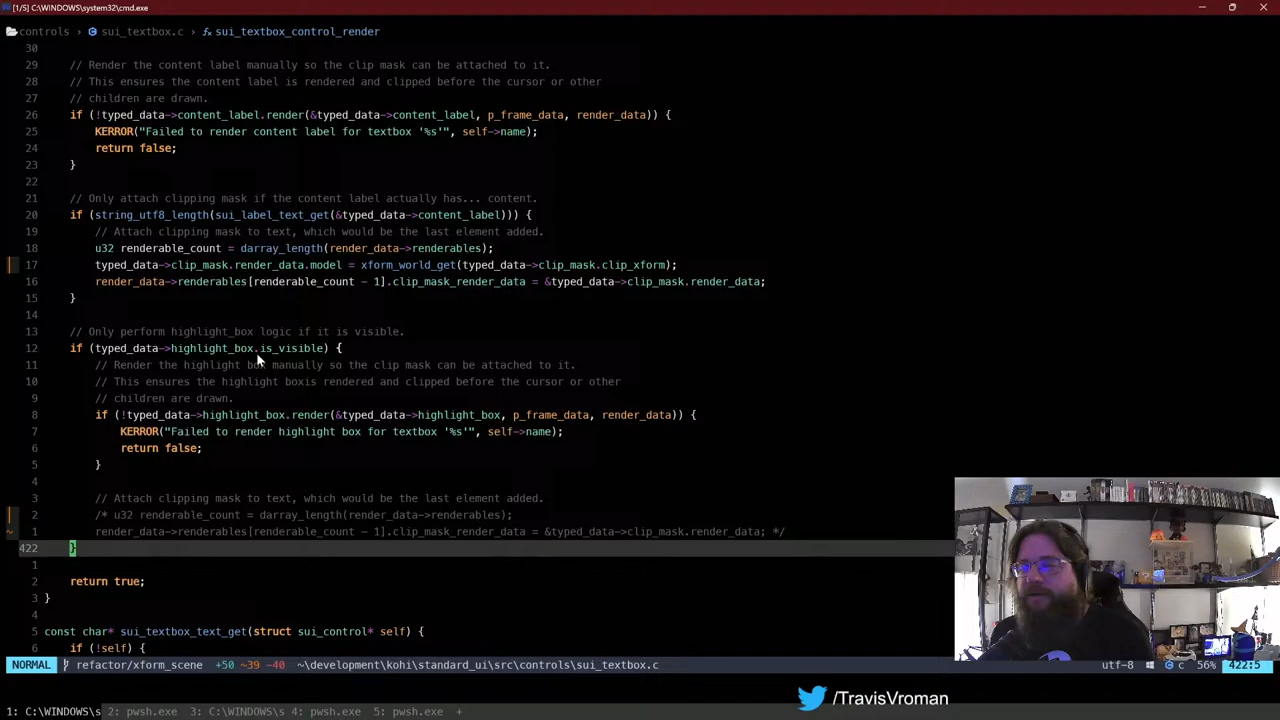 [1/5] C:\WINDOWS\system32\cmd.exe
controls > sui_textbox.c > sui_textbox_control_render
30
29 // Render the content label manually so the clip mask can be attached to it.
28 // This ensures the content label is rendered and clipped before the cursor or other
27 // children are drawn.
26 if (!typed_data->content_label.render(&typed_data->content_label, p_frame_data, render_data)) {
25 KERROR("Failed to render content label for textbox '%s'", self->name);
24 return false;
23 }
22
21 // Only attach clipping mask if the content label actually has... content.
20 if (string_utf8_length(sui_label_text_get(&typed_data->content_label))) {
19 // Attach clipping mask to text, which would be the last element added.
18 u32 renderable_count = darray_length(render_data->renderables);
17 typed_data->clip_mask.render_data.model = xform_world_get(typed_data->clip_mask.clip_xform);
16 render_data->renderables[renderable_count - 1].clip_mask_render_data = &typed_data->clip_mask.render_data;
15 }
14
13 // Only perform highlight_box logic if it is visible.
12 if (typed_data->highlight_box.is_visible) {
11 // Render the highlight box manually so the clip mask can be attached to it.
10 // This ensures the highlight boxis rendered and clipped before the cursor or other
9 // children are drawn.
8 if (!typed_data->highlight_box.render(&typed_data->highlight_box, p_frame_data, render_data)) {
7 KERROR("Failed to render highlight box for textbox '%s'", self->name);
6 return false;
5 }
4
3 // Attach clipping mask to text, which would be the last element added.
2 /* u32 renderable_count = darray_length(render_data->renderables);
~ 1 render_data->renderables[renderable_count - 1].clip_mask_render_data = &typed_data->clip_mask.render_data; */
422 }
1
2 return true;
3 }
4
5 const char* sui_textbox_text_get(struct sui_control* self) {
6 if (!self) {
NORMAL refactor/xform_scene +50 ~39 -40 ~\development\kohi\standard_ui\src\controls\sui_textbox.c utf-8 c 56% 422:5
/TravisVroman
1: C:\WINDOWS\s 2: pwsh.exe 3: C:\WINDOWS\s 4: pwsh.exe 5: pwsh.exe +